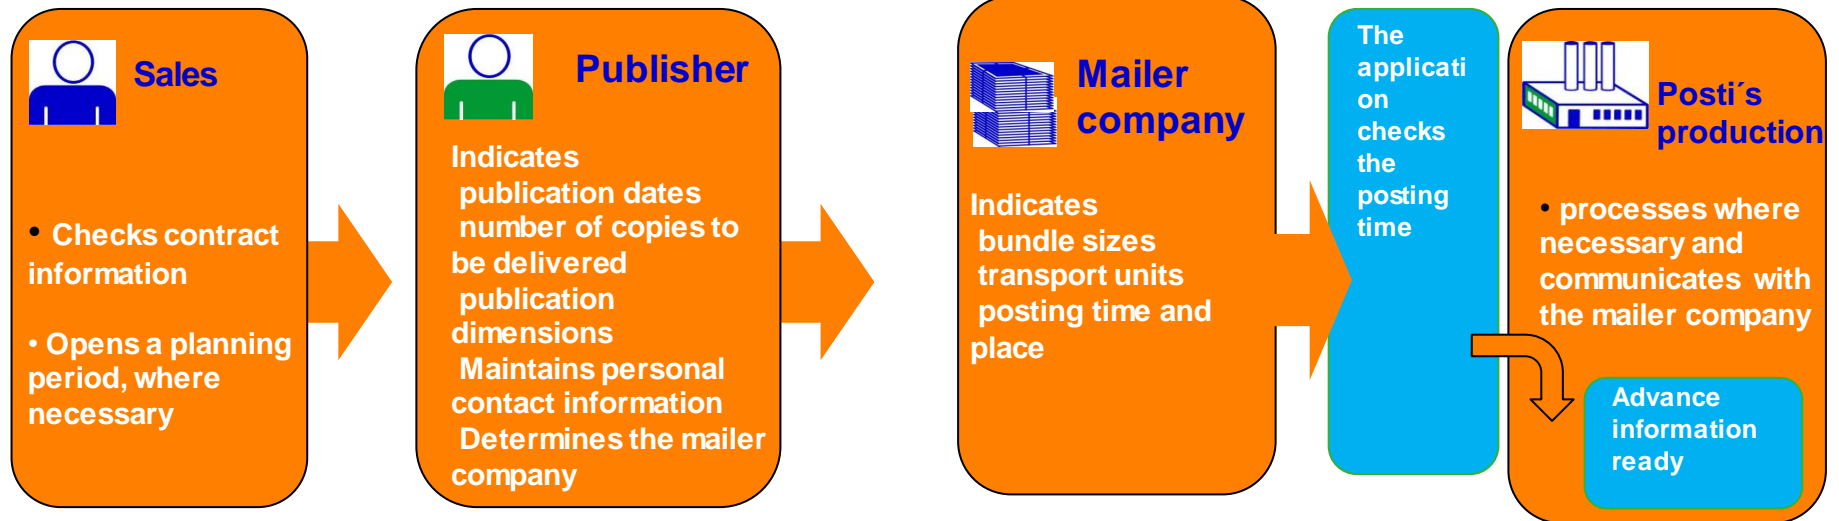 Sales
• Checks contract
information
• Opens a planning
period, where
necessary
Publisher
Indicates
publication dates
number of copies to
be delivered
publication
dimensions
Maintains personal
contact information
Determines the mailer
company
Mailer
company
Indicates
bundle sizes
transport units
posting time and
place
The
applicati
on
checks
the
posting
time
Posti´s
production
• processes where
necessary and
communicates with
the mailer company
Advance
information
ready